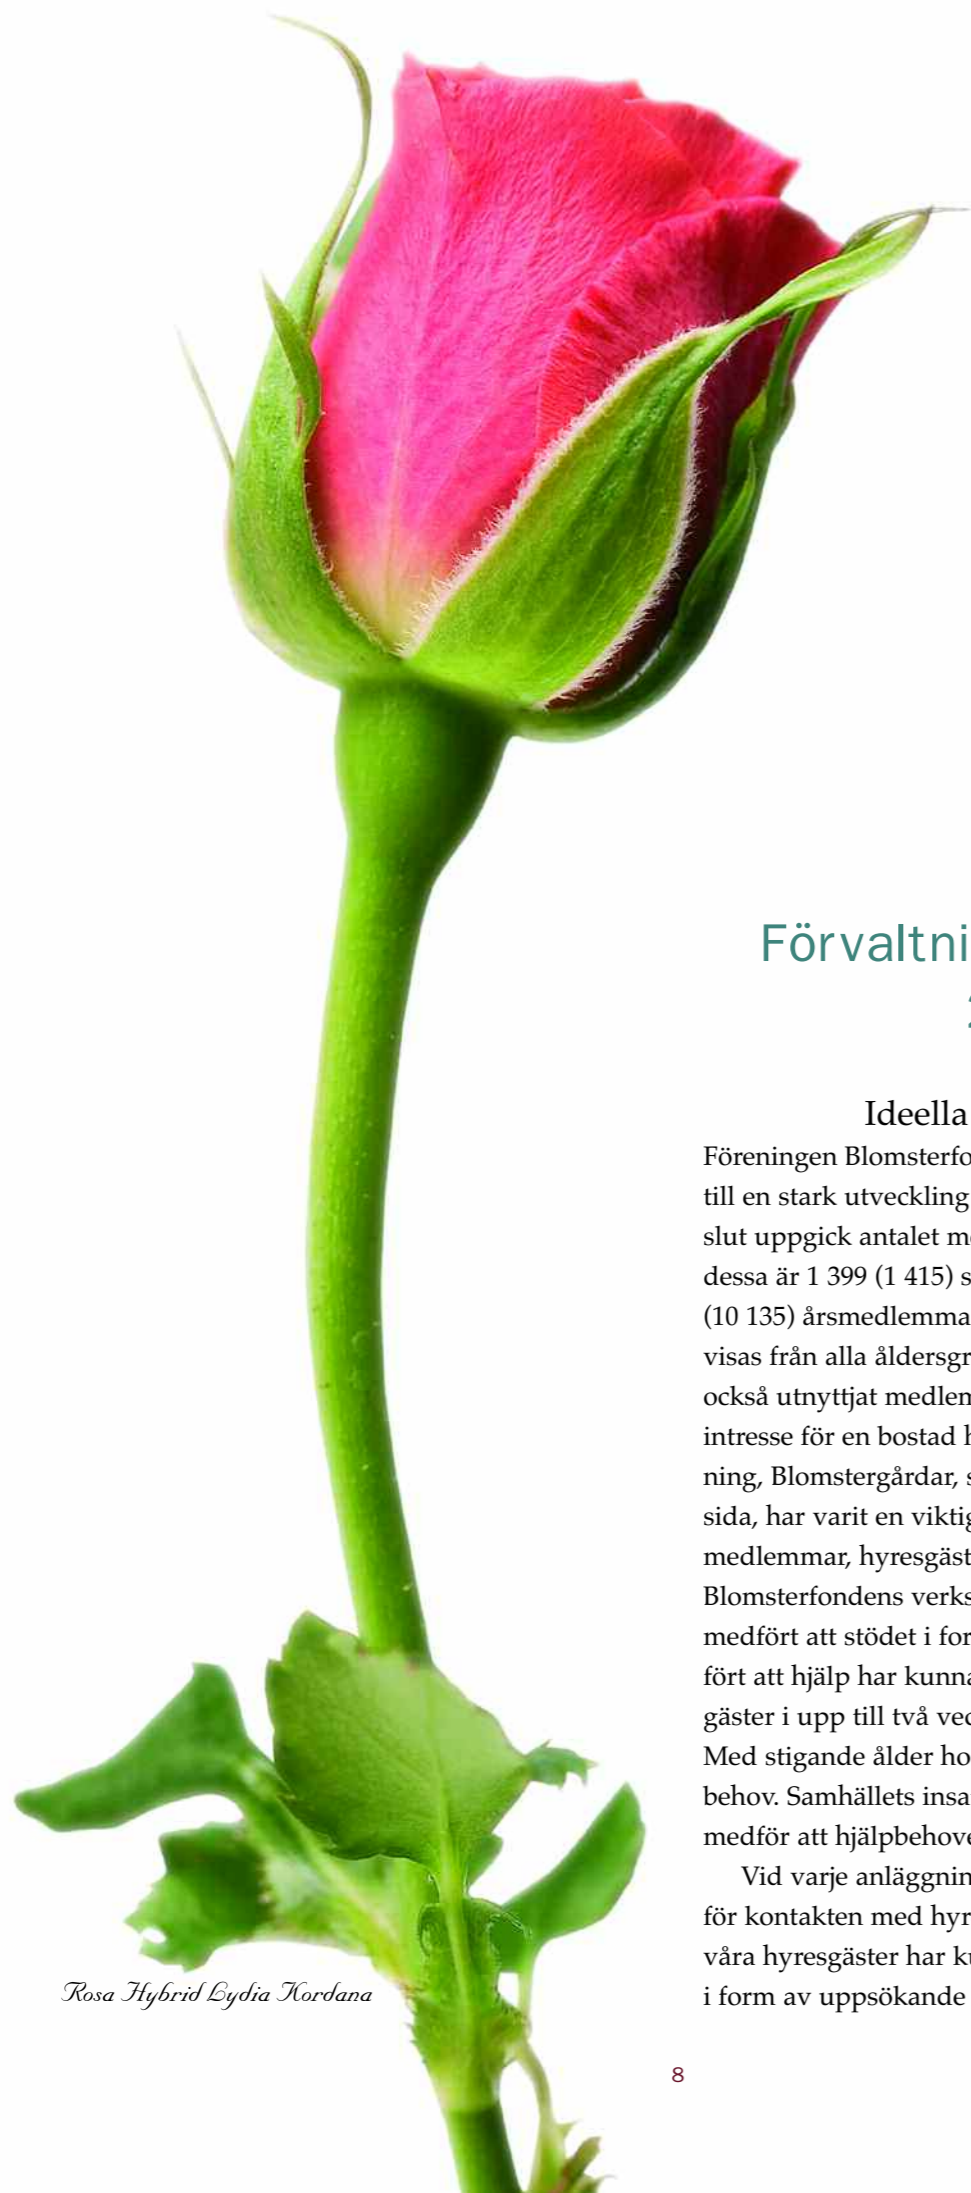 Förvaltni
Ideella
Föreningen Blomsterfo
till en stark utveckling
slut uppgick antalet me
dessa är 1 399 (1 415) s
(10 135) årsmedlemma
visas från alla åldersgr
också utnyttjat medlem
intresse för en bostad h
ning, Blomstergårdar, s
sida, har varit en viktig
medlemmar, hyresgäst
Blomsterfondens verks
medfört att stödet i for
fört att hjälp har kunna
gäster i upp till två vec
Med stigande ålder ho
behov. Samhällets insa
medför att hjälpbehove
Vid varje anläggnin
för kontakten med hyr
våra hyresgäster har ku
i form av uppsökande
Rosa Hybrid Lydia Kordana
8